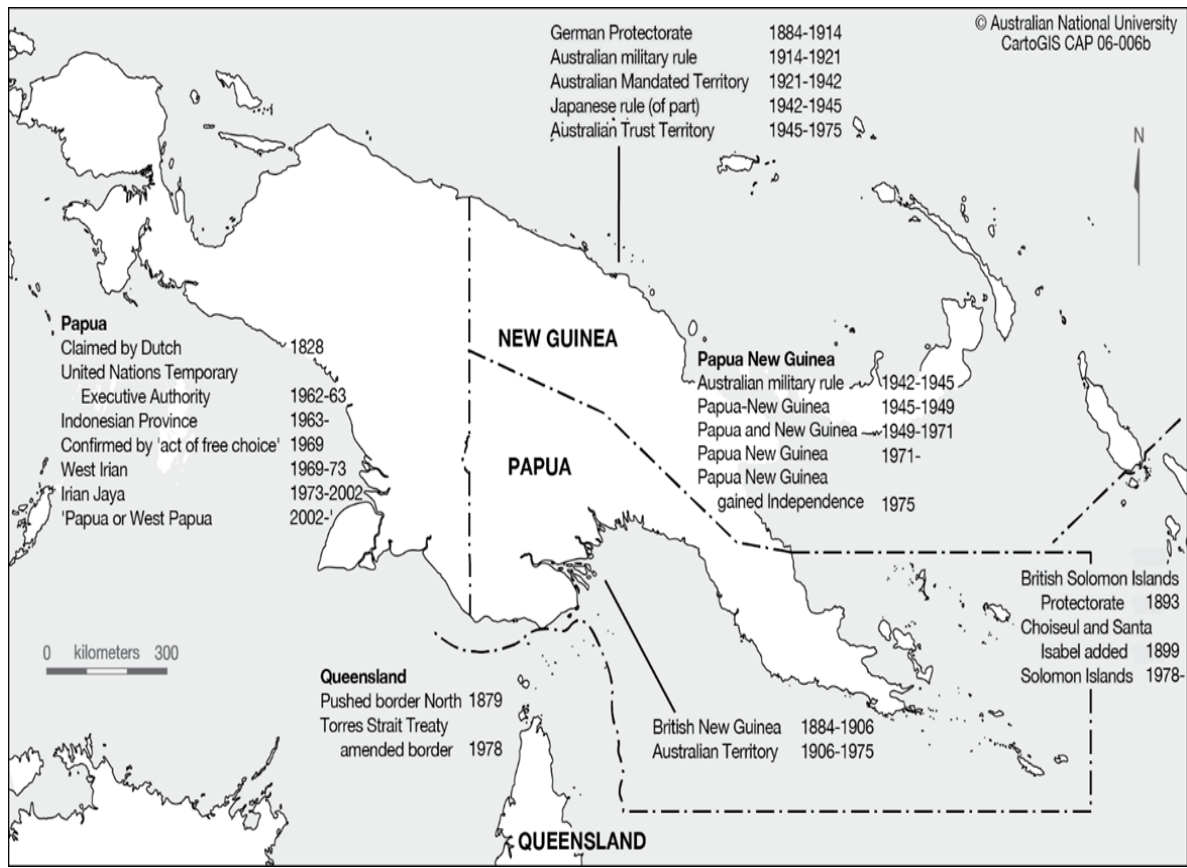 © Australian National University
CartoGIS CAP 06-006b
German Protectorate 1884-1914
Australian military rule 1914-1921
Australian Mandated Territory 1921-1942
Japanese rule (of part) 1942-1945
Australian Trust Territory 1945-1975
N
NEW GUINEA
PAPUA
Papua
Claimed by Dutch 1828
United Nations Temporary
Executive Authority 1962-63
Indonesian Province 1963-
Confirmed by 'act of free choice' 1969
West Irian 1969-73
Irian Jaya 1973-2002
'Papua or West Papua 2002-'
Papua New Guinea
Australian military rule 1942-1945
Papua-New Guinea 1945-1949
Papua and New Guinea 1949-1971
Papua New Guinea 1971-
Papua New Guinea
gained Independence 1975
British Solomon Islands
Protectorate 1893
Choiseul and Santa
Isabel added 1899
Solomon Islands 1978-
0 kilometers 300
Queensland
Pushed border North 1879
Torres Strait Treaty
amended border 1978
British New Guinea 1884-1906
Australian Territory 1906-1975
QUEENSLAND